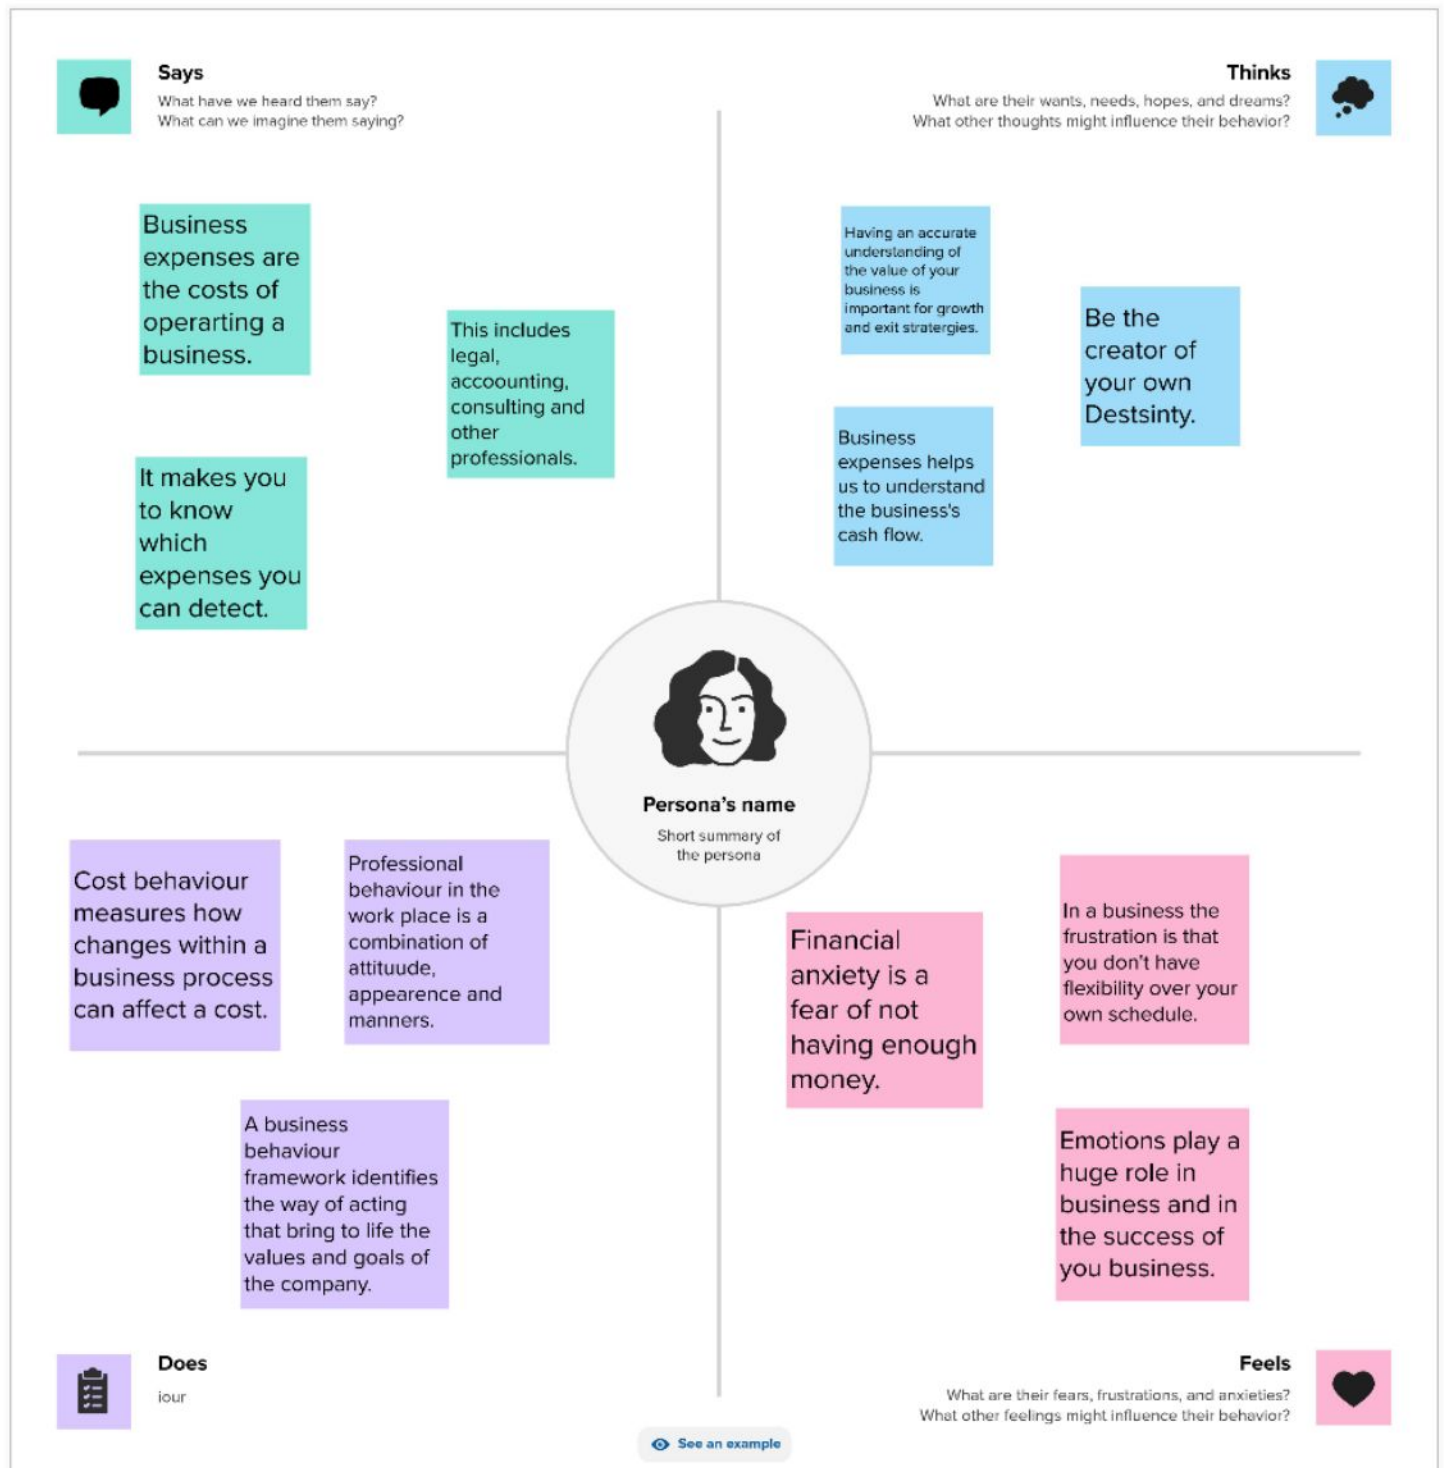 Says
What have we heard them say?
What can we imagine them saying?
Thinks
What are their wants, needs, hopes, and dreams?
What other thoughts might influence their behavior?
Business
expenses are
the costs of
operarting a
business.
This includes
legal,
accoounting,
consulting and
other
professionals.
It makes you
to know
which
expenses you
can detect.
Having an accurate
understanding of
the value of your
business is
important for growth
and exit stratergies.
Be the
creator of
your own
Destsinty.
Business
expenses helps
us to understand
the business's
cash flow.
Persona's name
Short summary of
the persona
Cost behaviour
measures how
changes within a
business process
can affect a cost.
Professional
behaviour in the
work place is a
combination of
attituude,
appearence and
manners.
A business
behaviour
framework identifies
the way of acting
that bring to life the
values and goals of
the company.
Financial
anxiety is a
fear of not
having enough
money.
In a business the
frustration is that
you don't have
flexibility over your
own schedule.
Emotions play a
huge role in
business and in
the success of
you business.
Does
iour
Feels
What are their fears, frustrations, and anxieties?
What other feelings might influence their behavior?
See an example